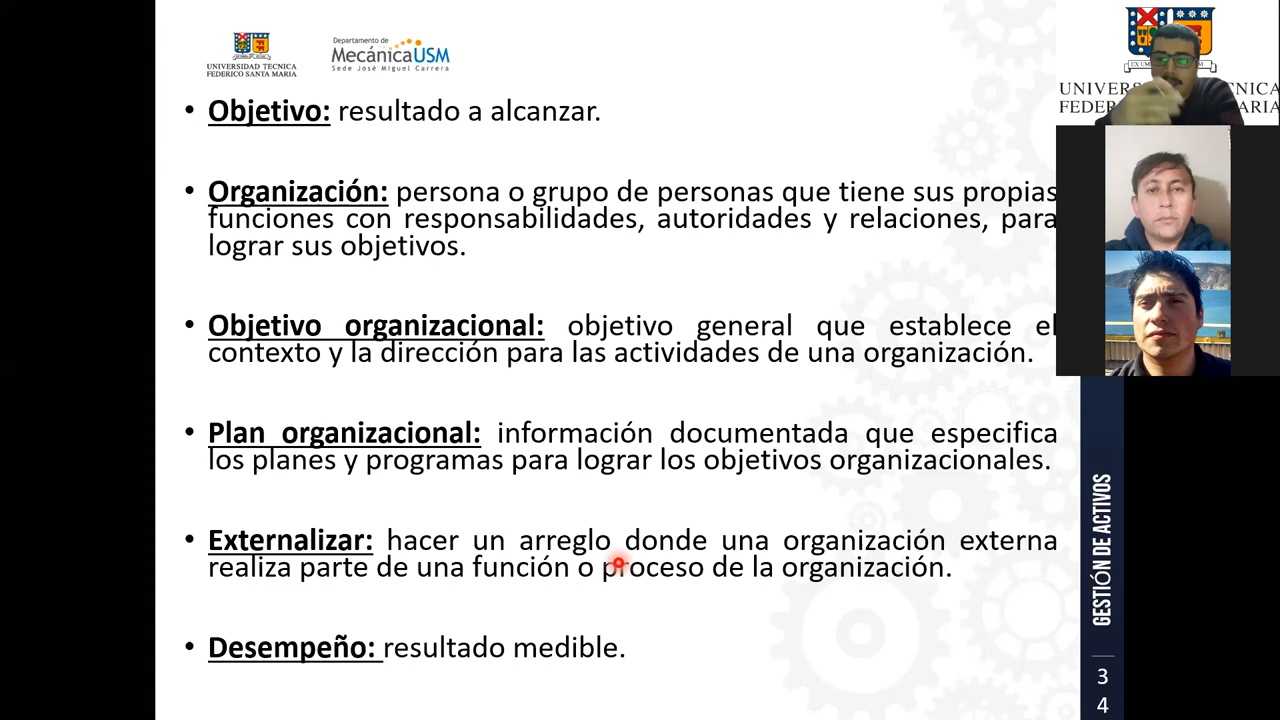 UNIVERSIDAD TECNICA
FEDERICO SANTA MARIA
Departamento de
MecánicaUSM
Sede José Miguel Carrera
• Objetivo: resultado a alcanzar.
• Organización: persona o grupo de personas que tiene sus propias
funciones con responsabilidades, autoridades y relaciones, para
lograr sus objetivos.
• Objetivo organizacional: objetivo general que establece el
contexto y la dirección para las actividades de una organización.
• Plan organizacional: información documentada que especifica
los planes y programas para lograr los objetivos organizacionales.
• Externalizar: hacer un arreglo donde una organización externa
realiza parte de una función o proceso de la organización.
• Desempeño: resultado medible.
GESTIÓN DE ACTIVOS
3
4